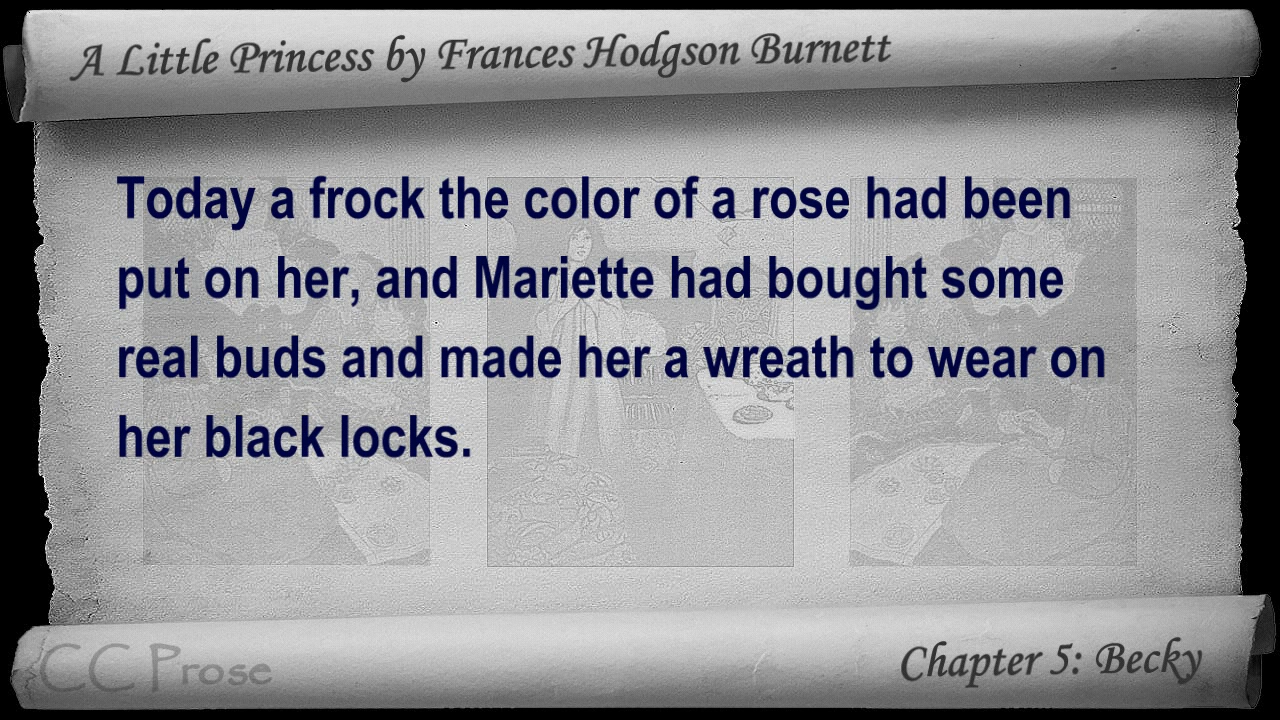 A Little Princess by Frances Hodgson Burnett
Today a frock the color of a rose had been
put on her, and Mariette had bought some
real buds and made her a wreath to wear on
her black locks.
CC Prose
Chapter 5: Becky